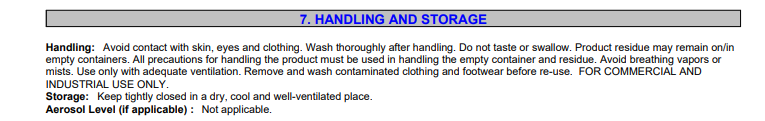 7. HANDLING AND STORAGE
Handling: Avoid contact with skin, eyes and clothing. Wash thoroughly after handling. Do not taste or swallow. Product residue may remain on/in
empty containers. All precautions for handling the product must be used in handling the empty container and residue. Avoid breathing vapors or
mists. Use only with adequate ventilation. Remove and wash contaminated clothing and footwear before re-use. FOR COMMERCIAL AND
INDUSTRIAL USE ONLY.
Storage: Keep tightly closed in a dry, cool and well-ventilated place.
Aerosol Level (if applicable) : Not applicable.